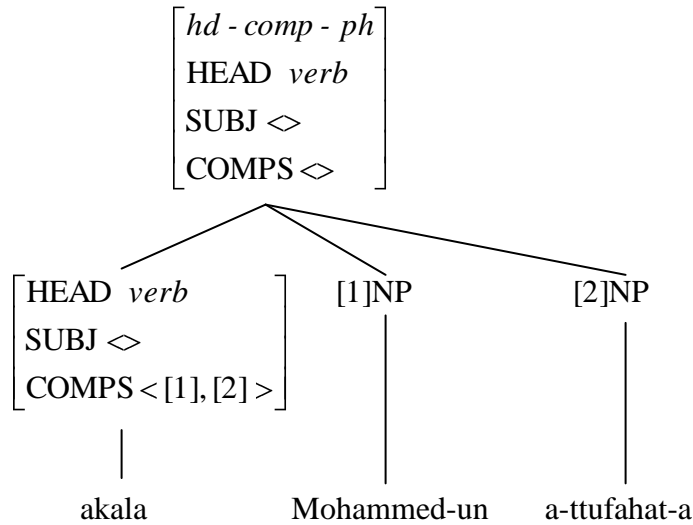 hd - comp - ph
HEAD verb
SUBJ <>
COMPS <>
HEAD verb
SUBJ <>
COMPS < [1], [2] >
[1]NP
[2]NP
akala
Mohammed-un
a-ttufahat-a